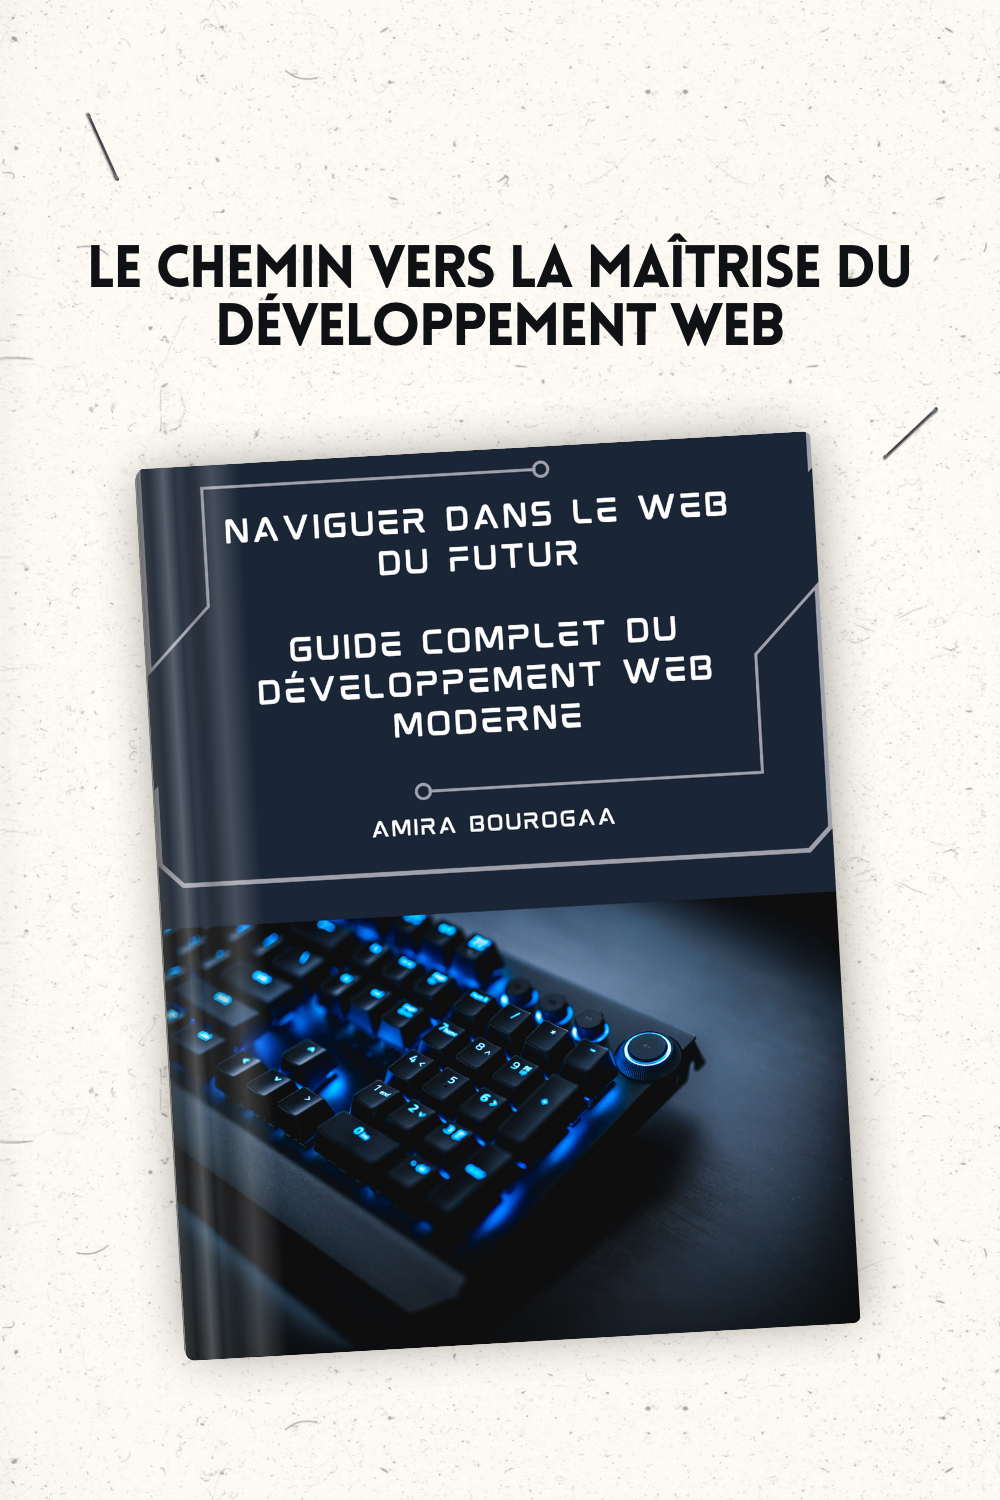 LE CHEMIN VERS LA MAÎTRISE DU
DÉVELOPPEMENT WEB
NAVIGUER DANS LE WEB
DU FUTUR
GUIDE COMPLET DU
DÉVELOPPEMENT WEB
MODERNE
AMIRA BOUROGAA